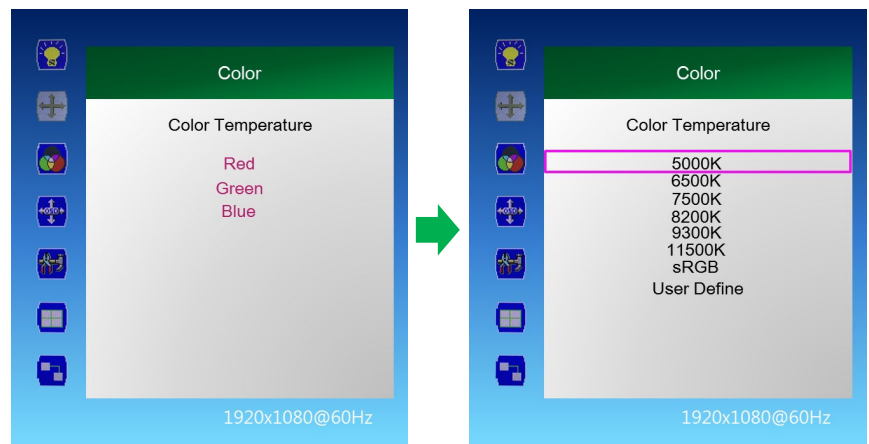 Color
Color Temperature
Red
Green
Blue
1920x1080@60Hz
Color
Color Temperature
5000K
6500K
7500K
8200K
9300K
11500K
sRGB
User Define
1920x1080@60Hz